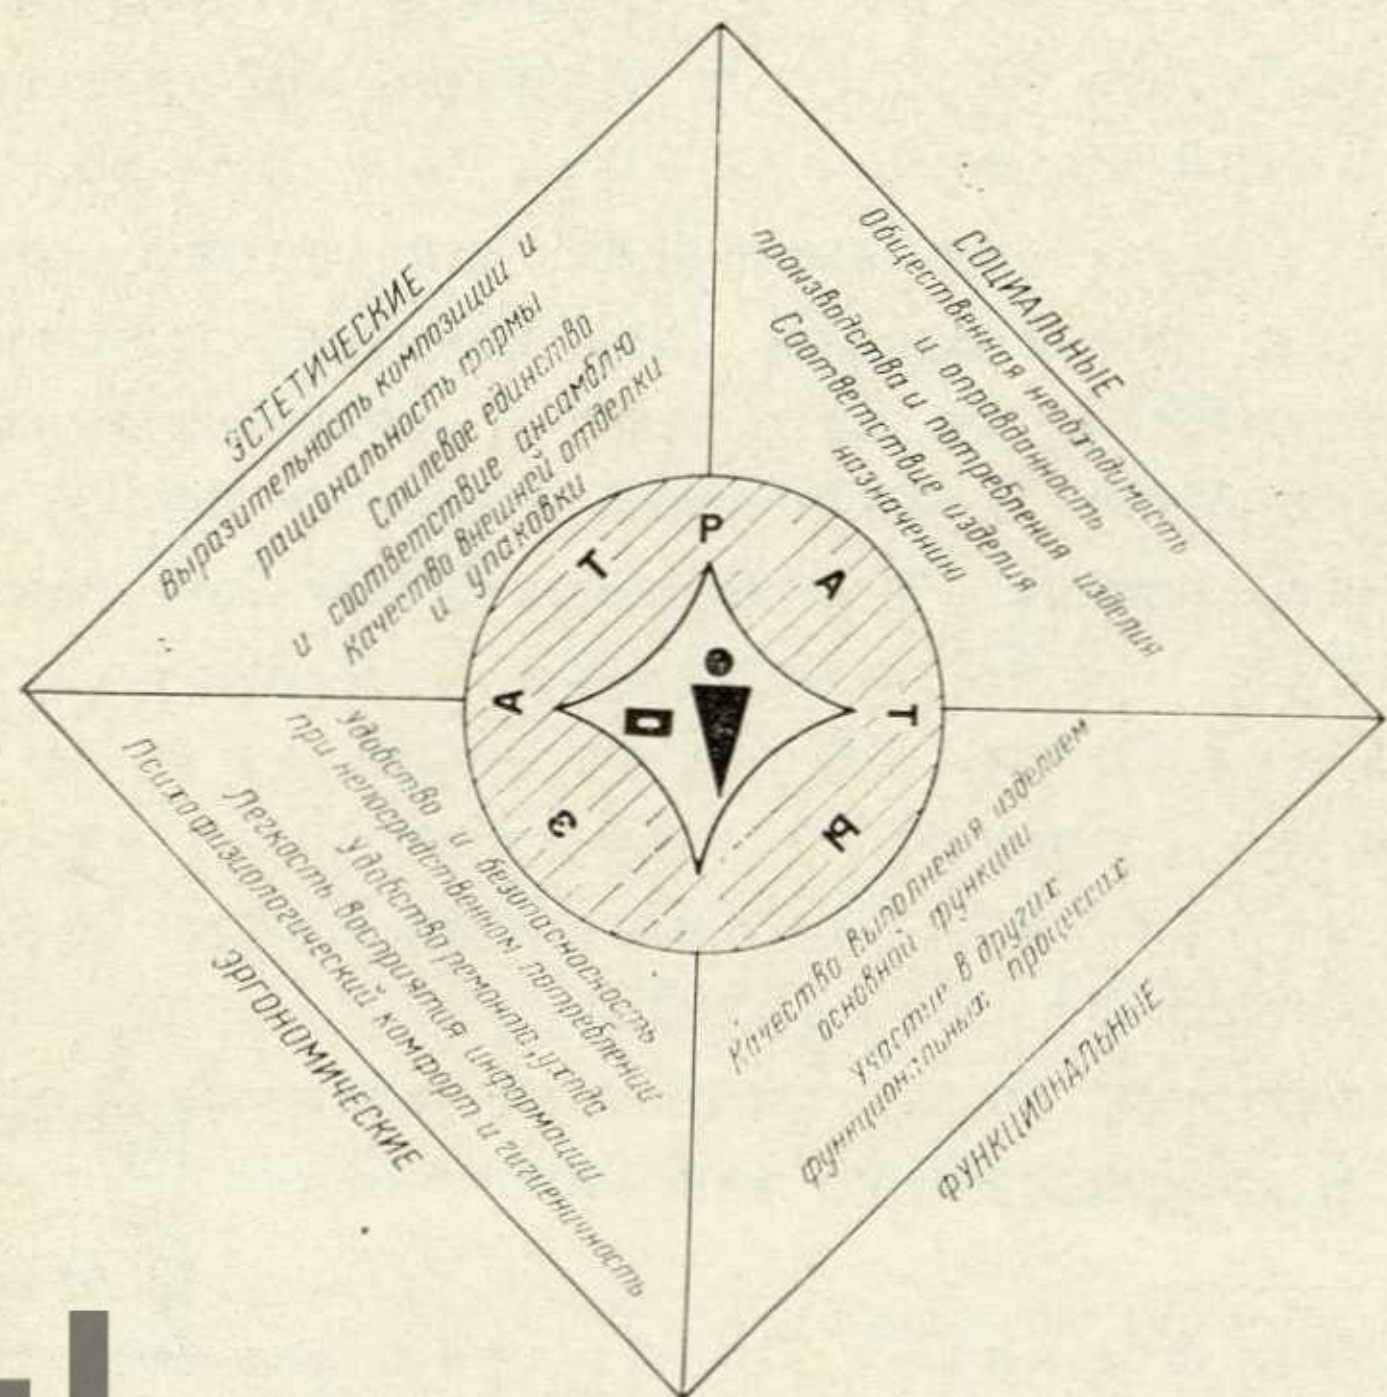 ЭСТЕТИЧЕСКИЕ
Выразительность композиции и
рациональность формы
Стилевое единство
и соответствие ансамблю
Качество внешней отделки
и упаковки
СОЦИАЛЬНЫЕ
Общественная необходимость
и оправданность
производства и потребления изделия
Соответствие изделия
назначению
ЗАТРАТЫ
Удобство и безопасность
при непосредственном потреблении
Удобство ремонта, ухода
Легкость восприятия информации
Психофизиологический комфорт и гигиеничность
ЭРГОНОМИЧЕСКИЕ
Качество выполнения изделием
основной функции
Участие в других
функциональных процессах
ФУНКЦИОНАЛЬНЫЕ